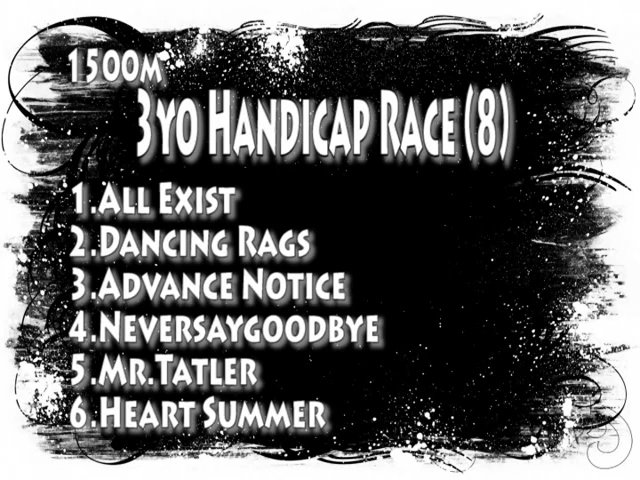 1500m
3yo Handicap Race (8)
1.All Exist
2.Dancing Rags
3.Advance Notice
4.Neversaygoodbye
5.Mr.Tatler
6.Heart Summer